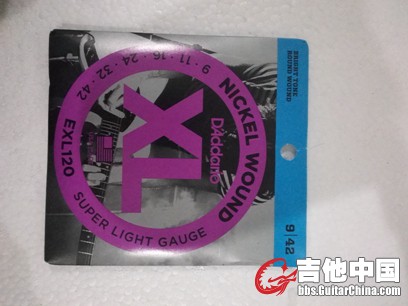 NICKEL WOUND
D'Addario
XL
9 · 11 · 16 · 24 · 32 · 42
EXL120
SUPER LIGHT GAUGE
BRIGHT TONE
ROUND WOUND
9|42
吉他中国
bbs.GuitarChina.com